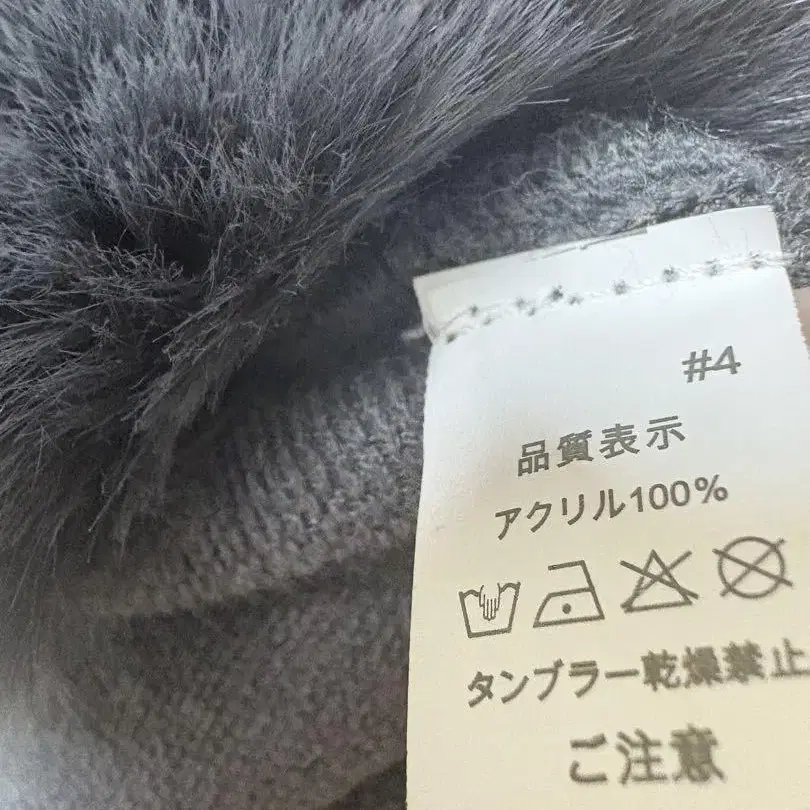 #4
品質表示
アクリル100%
タンブラー乾燥禁止
ご注意